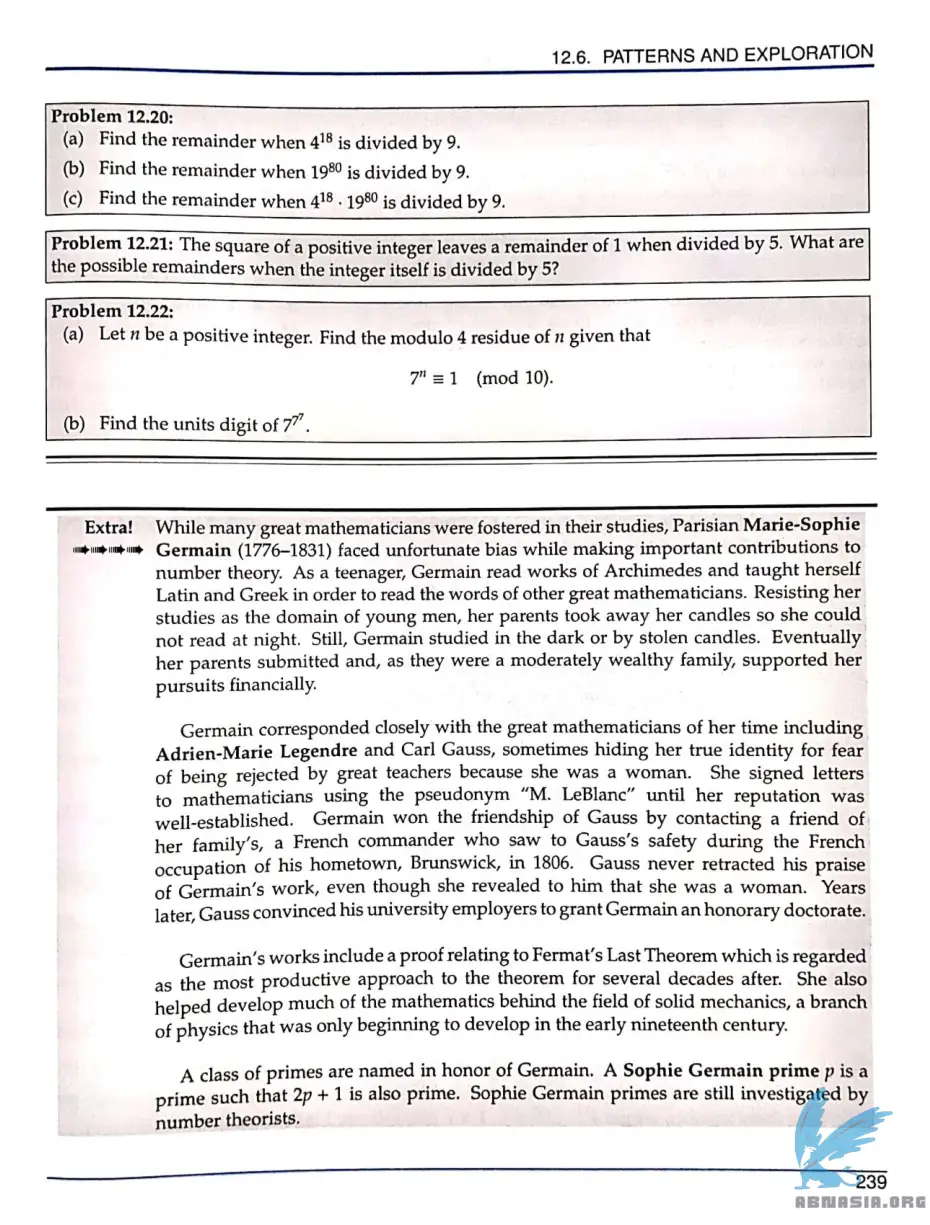 12.6. PATTERNS AND EXPLORATION
Problem 12.20:
(a) Find the remainder when 4¹⁸ is divided by 9.
(b) Find the remainder when 19⁸⁰ is divided by 9.
(c) Find the remainder when 4¹⁸ · 19⁸⁰ is divided by 9.
Problem 12.21: The square of a positive integer leaves a remainder of 1 when divided by 5. What are
the possible remainders when the integer itself is divided by 5?
Problem 12.22:
(a) Let n be a positive integer. Find the modulo 4 residue of n given that
7ⁿ ≡ 1 (mod 10).
(b) Find the units digit of 7^7^7.
Extra! While many great mathematicians were fostered in their studies, Parisian Marie-Sophie
Germain (1776–1831) faced unfortunate bias while making important contributions to
number theory. As a teenager, Germain read works of Archimedes and taught herself
Latin and Greek in order to read the words of other great mathematicians. Resisting her
studies as the domain of young men, her parents took away her candles so she could
not read at night. Still, Germain studied in the dark or by stolen candles. Eventually
her parents submitted and, as they were a moderately wealthy family, supported her
pursuits financially.
Germain corresponded closely with the great mathematicians of her time including
Adrien-Marie Legendre and Carl Gauss, sometimes hiding her true identity for fear
of being rejected by great teachers because she was a woman. She signed letters
to mathematicians using the pseudonym "M. LeBlanc" until her reputation was
well-established. Germain won the friendship of Gauss by contacting a friend of
her family's, a French commander who saw to Gauss's safety during the French
occupation of his hometown, Brunswick, in 1806. Gauss never retracted his praise
of Germain's work, even though she revealed to him that she was a woman. Years
later, Gauss convinced his university employers to grant Germain an honorary doctorate.
Germain's works include a proof relating to Fermat's Last Theorem which is regarded
as the most productive approach to the theorem for several decades after. She also
helped develop much of the mathematics behind the field of solid mechanics, a branch
of physics that was only beginning to develop in the early nineteenth century.
A class of primes are named in honor of Germain. A Sophie Germain prime p is a
prime such that 2p + 1 is also prime. Sophie Germain primes are still investigated by
number theorists.
239
ABNASIA.ORG